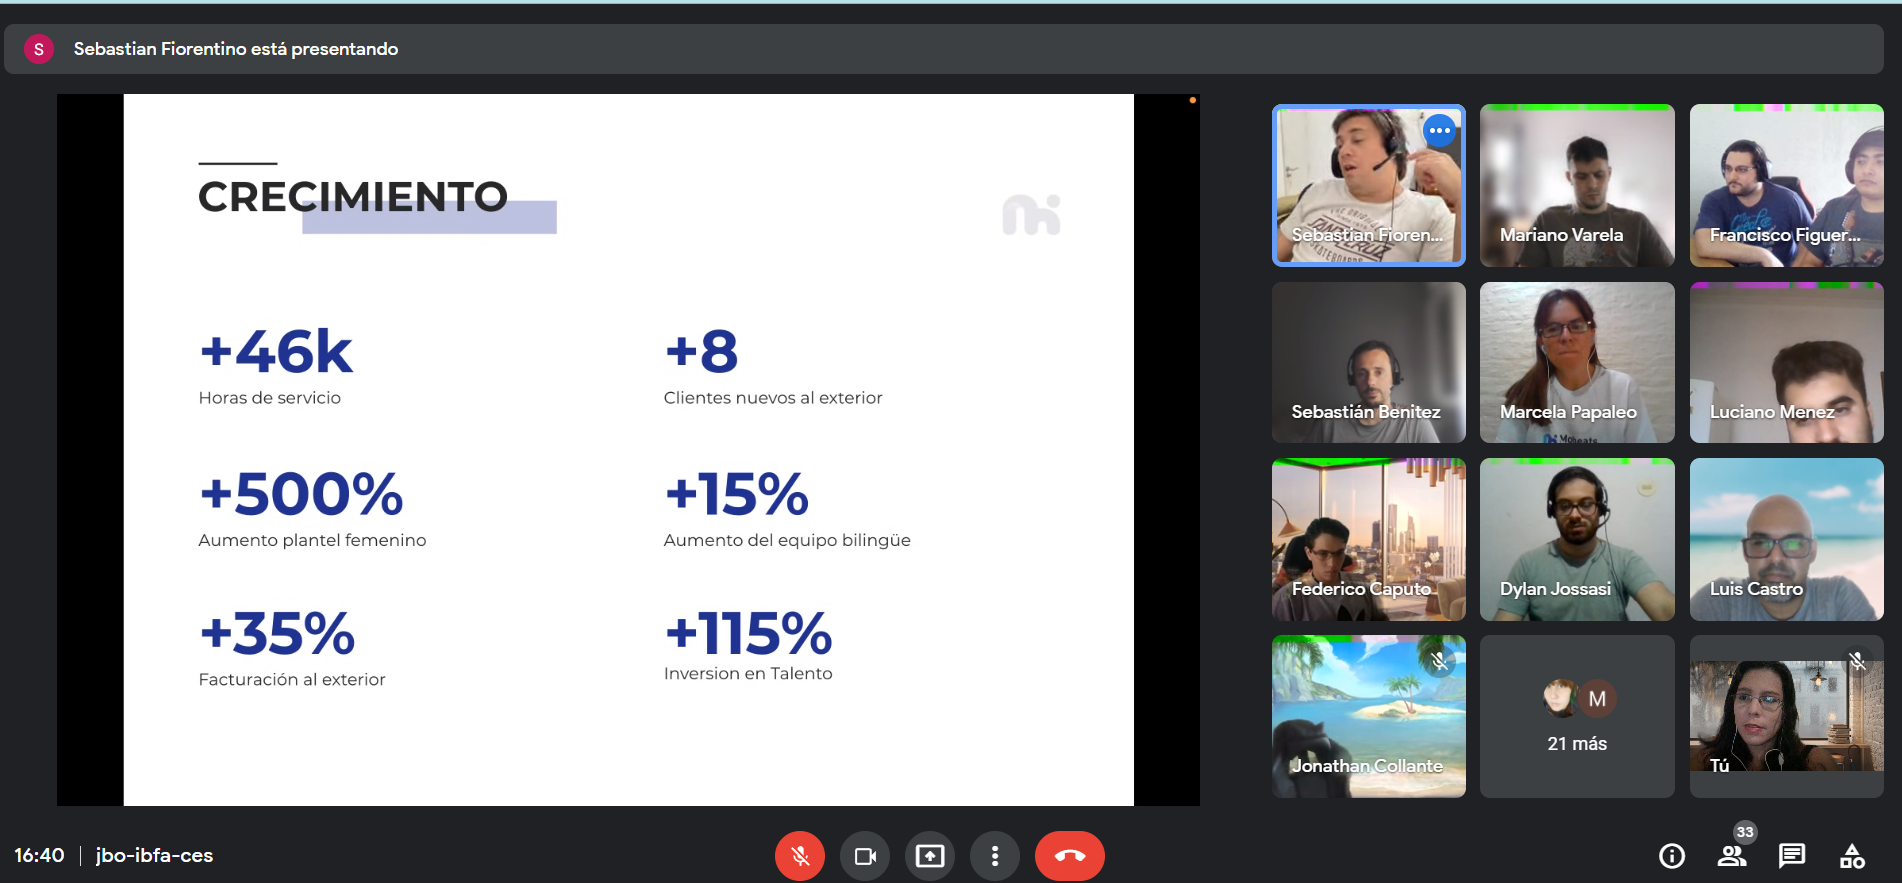 S
Sebastian Fiorentino está presentando
CRECIMIENTO
+46k
Horas de servicio
+8
Clientes nuevos al exterior
+500%
Aumento plantel femenino
+15%
Aumento del equipo bilingüe
+35%
Facturación al exterior
+115%
Inversion en Talento
Sebastian Fioren...
Mariano Varela
Francisco Figuer...
Sebastián Benitez
Marcela Papaleo
Luciano Menez
Federico Caputo
Dylan Jossasi
Luis Castro
Jonathan Collante
M
21 más
Tú
16:40
jbo-ibfa-ces
33